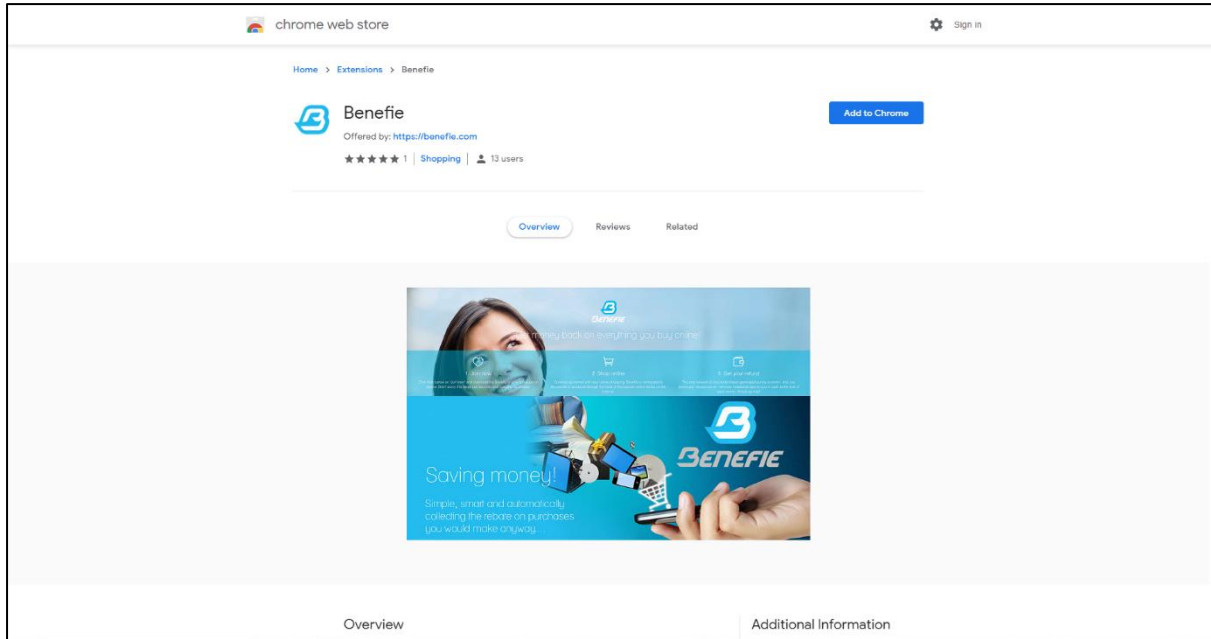 chrome web store
Sign in
Home > Extensions > Benefie
Benefie
Offered by: https://benefie.com
1 | Shopping | 13 users
Add to Chrome
Overview
Reviews
Related
BENEFIE
money back on everything you buy online!
2. Shop online
3. Get your refund
BENEFIE
Saving money!
Simple, smart and automatically
collecting the rebate on purchases
you would make anyway...
Overview
Additional Information